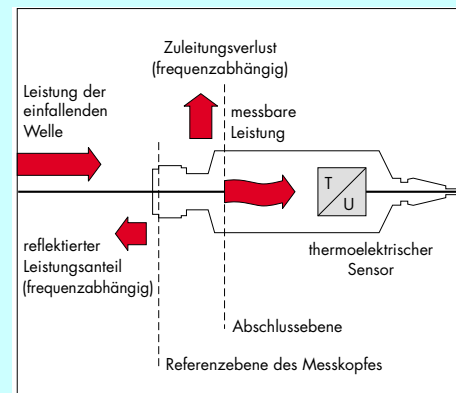 Zuleitungsverlust
(frequenzabhängig)
Leistung der
einfallenden
Welle
messbare
Leistung
T
U
reflektierter
Leistungsanteil
(frequenzabhängig)
thermoelektrischer
Sensor
Abschlussebene
Referenzebene des Messkopfes